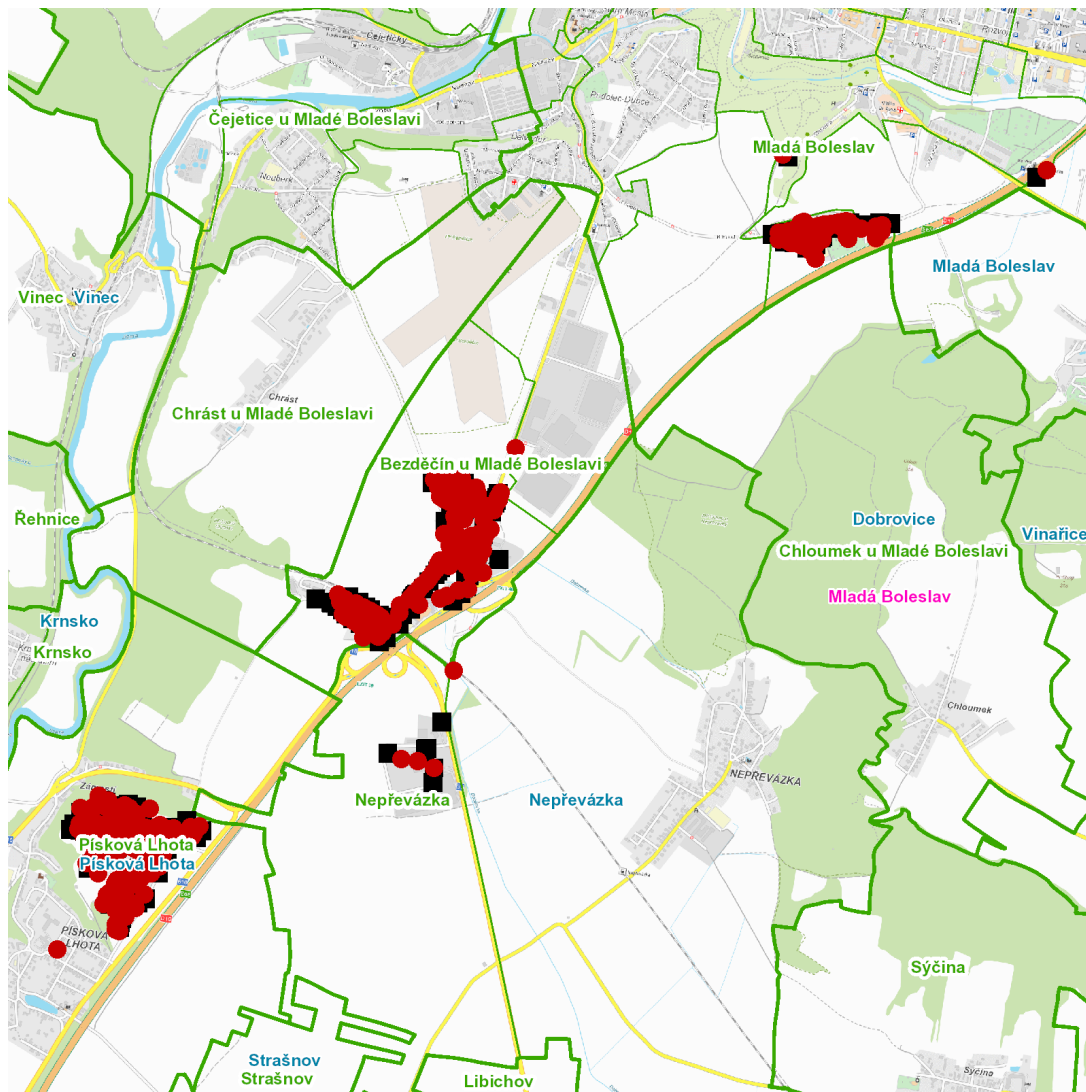 Čejetičky
Čejetice u Mladé Boleslavi
Mladá Boleslav
Mladá Boleslav
Vinec
Vinec
Chrást
Chrást u Mladé Boleslavi
Bezděčín u Mladé Boleslavi
Řehnice
Dobrovice
Vinařice
Chloumek u Mladé Boleslavi
Mladá Boleslav
Krnsko
Krnsko
Chloumek
NEPŘEVÁZKA
Nepřevázka
Nepřevázka
Písková Lhota
Písková Lhota
PÍSKOVÁ
LHOTA
Sýčina
Strašnov
Strašnov
Libichov
Sýčina